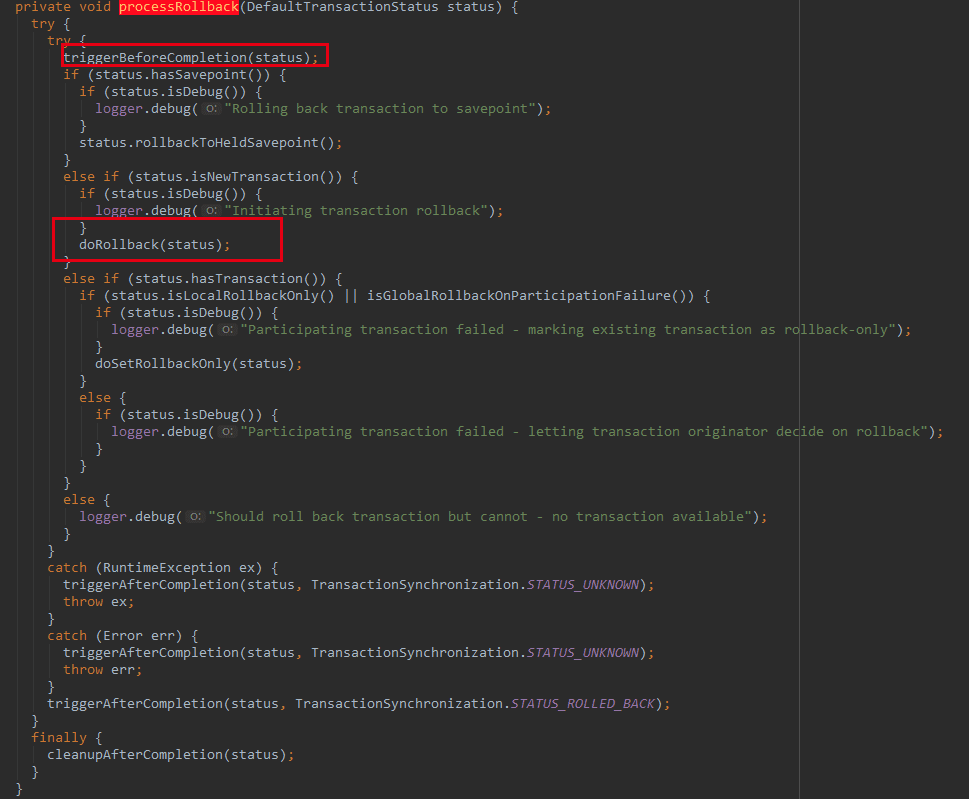 private void processRollback(DefaultTransactionStatus status) {
try {
try {
triggerBeforeCompletion(status);
if (status.hasSavepoint()) {
if (status.isDebug()) {
logger.debug( o: "Rolling back transaction to savepoint");
}
status.rollbackToHeldSavepoint();
}
else if (status.isNewTransaction()) {
if (status.isDebug()) {
logger.debug( o: "Initiating transaction rollback");
}
doRollback(status);
}
else if (status.hasTransaction()) {
if (status.isLocalRollbackOnly() || isGlobalRollbackOnParticipationFailure()) {
if (status.isDebug()) {
logger.debug( o: "Participating transaction failed - marking existing transaction as rollback-only");
}
doSetRollbackOnly(status);
}
else {
if (status.isDebug()) {
logger.debug( o: "Participating transaction failed - letting transaction originator decide on rollback");
}
}
}
else {
logger.debug( o: "Should roll back transaction but cannot - no transaction available");
}
}
catch (RuntimeException ex) {
triggerAfterCompletion(status, TransactionSynchronization.STATUS_UNKNOWN);
throw ex;
}
catch (Error err) {
triggerAfterCompletion(status, TransactionSynchronization.STATUS_UNKNOWN);
throw err;
}
triggerAfterCompletion(status, TransactionSynchronization.STATUS_ROLLED_BACK);
}
finally {
cleanupAfterCompletion(status);
}
}